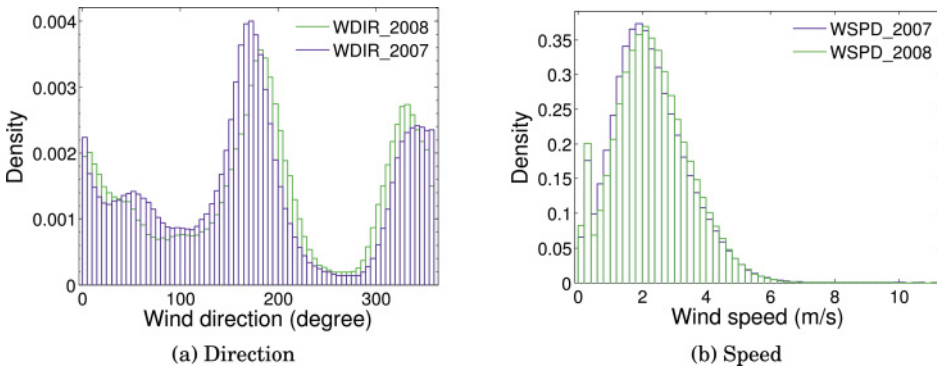 0.004
0.003
0.002
0.001
0
Density
WDIR_2008
WDIR_2007
0 100 200 300
Wind direction (degree)
(a) Direction
0.35
0.3
0.25
0.2
0.15
0.1
0.05
0
Density
WSPD_2007
WSPD_2008
0 2 4 6 8 10
Wind speed (m/s)
(b) Speed